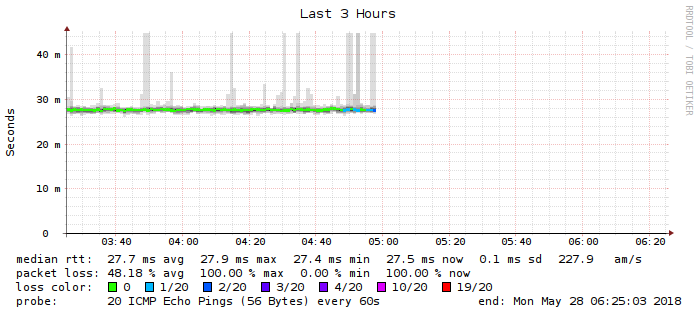 Last 3 Hours
RRDTOOL / TOBI OETIKER
Seconds
40 m
30 m
20 m
10 m
0
03:40 04:00 04:20 04:40 05:00 05:20 05:40 06:00 06:20
median rtt: 27.7 ms avg 27.9 ms max 27.4 ms min 27.5 ms now 0.1 ms sd 227.9 am/s
packet loss: 48.18 % avg 100.00 % max 0.00 % min 100.00 % now
loss color: 0 1/20 2/20 3/20 4/20 10/20 19/20
probe: 20 ICMP Echo Pings (56 Bytes) every 60s end: Mon May 28 06:25:03 2018